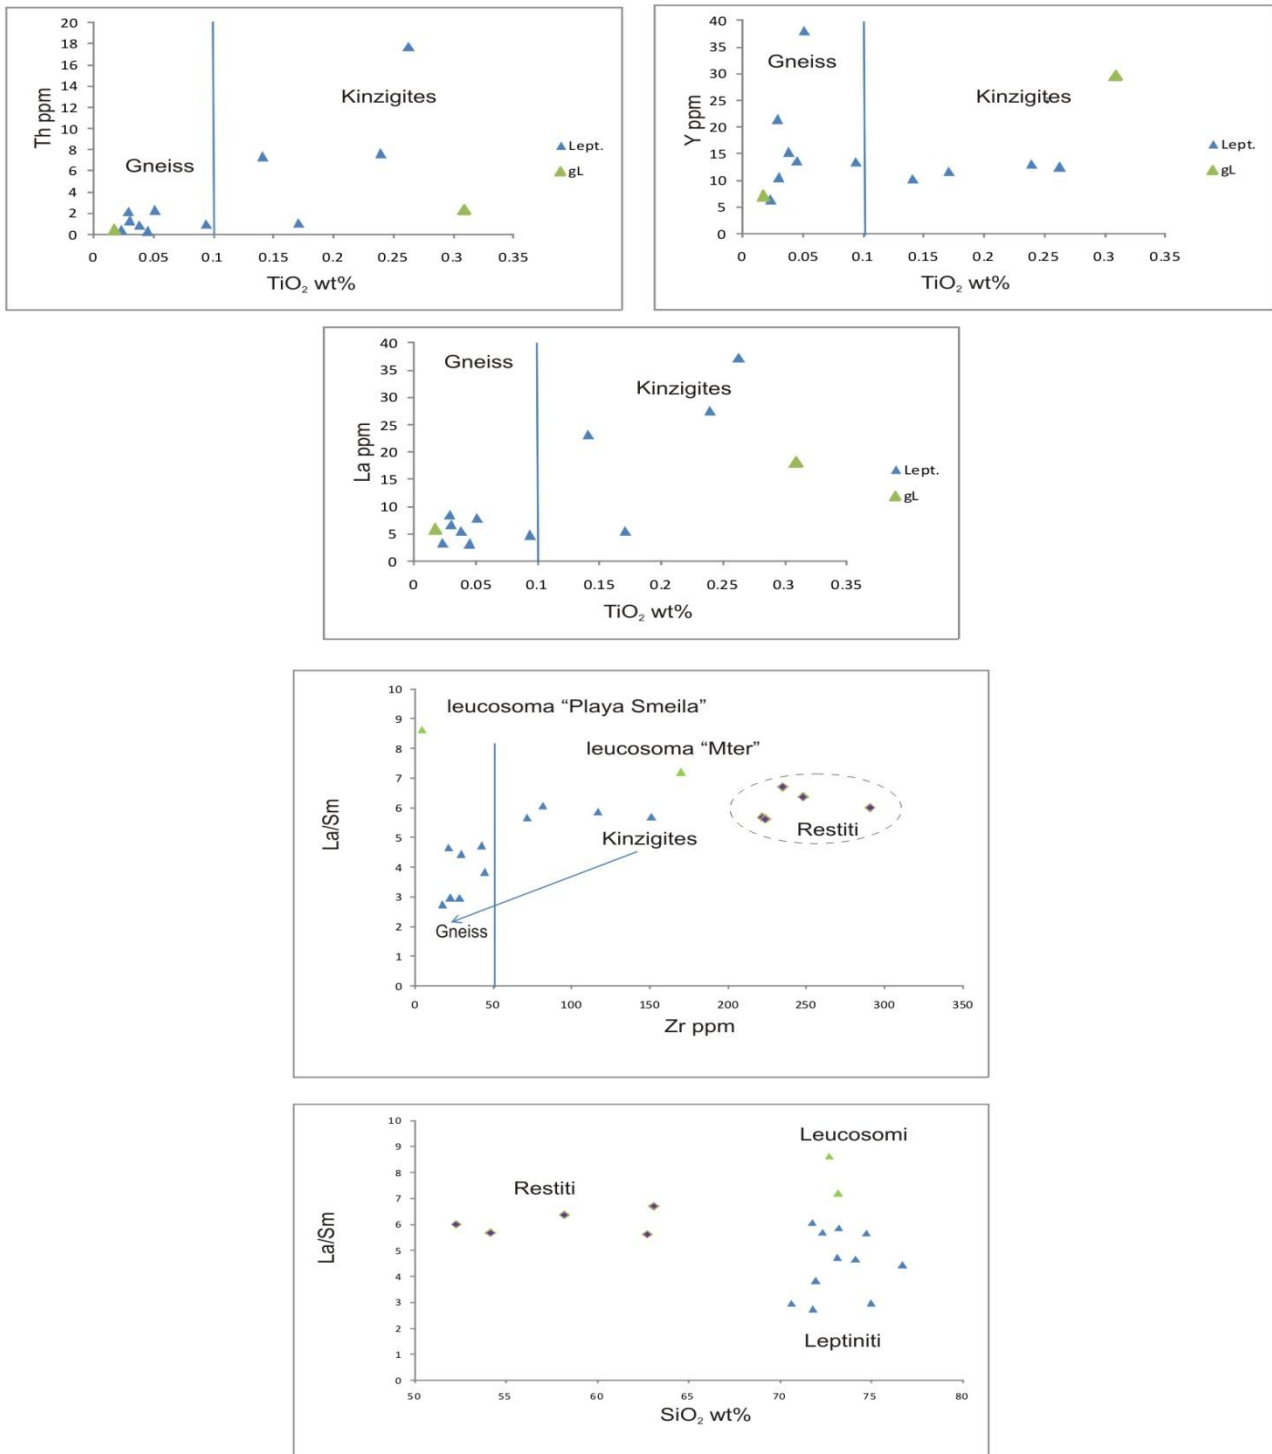 20
18
16
14
12
10
8
6
4
2
0
Th ppm
Gneiss
Kinzigites
Lept.
gL
0 0.05 0.1 0.15 0.2 0.25 0.3 0.35
TiO₂ wt%
40
35
30
25
20
15
10
5
0
Y ppm
Gneiss
Kinzigites
Lept.
gL
0 0.05 0.1 0.15 0.2 0.25 0.3 0.35
TiO₂ wt%
40
35
30
25
20
15
10
5
0
La ppm
Gneiss
Kinzigites
Lept.
gL
0 0.05 0.1 0.15 0.2 0.25 0.3 0.35
TiO₂ wt%
10
9
8
7
6
5
4
3
2
1
0
La/Sm
leucosoma “Playa Smeila”
leucosoma “Mter”
Kinzigites
Restiti
Gneiss
0 50 100 150 200 250 300 350
Zr ppm
10
9
8
7
6
5
4
3
2
1
0
La/Sm
Leucosomi
Restiti
Leptiniti
50 55 60 65 70 75 80
SiO₂ wt%